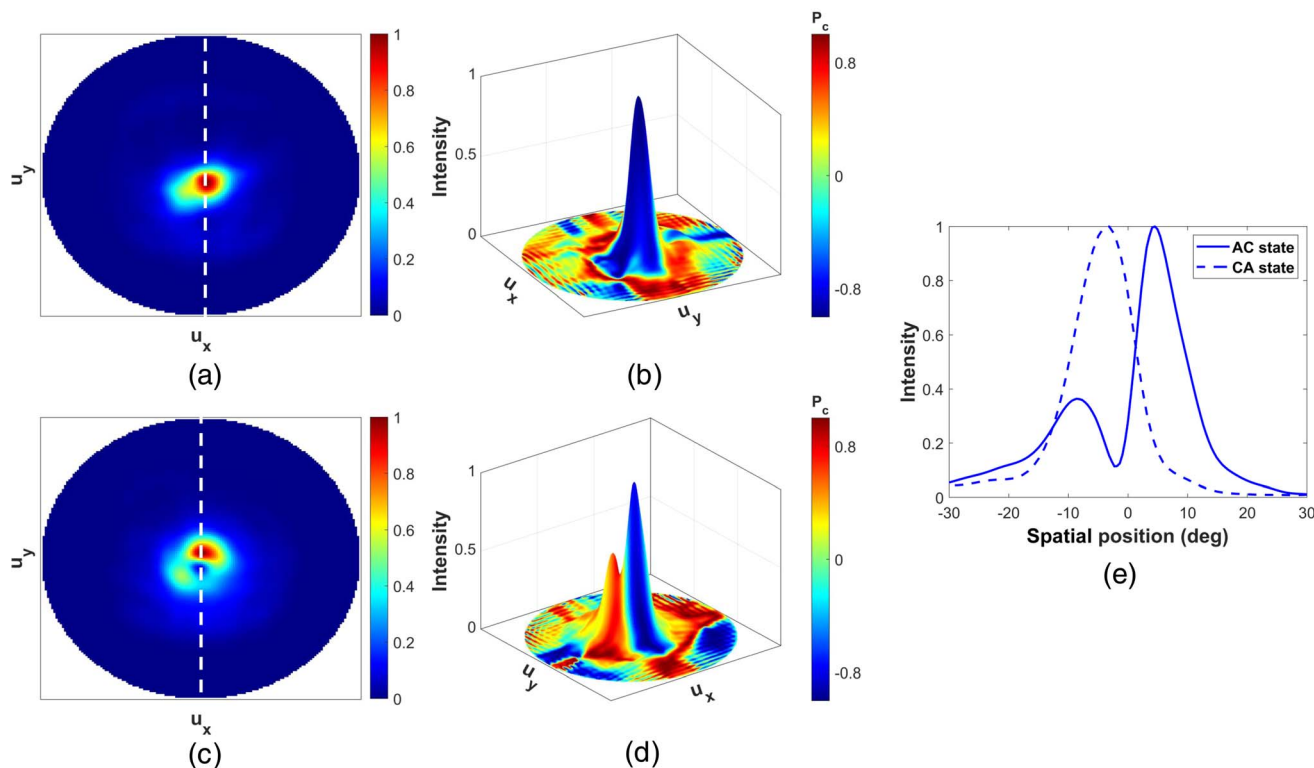 1
0.8
0.6
0.4
0.2
0
u_y
u_x
(a)
1
0.5
0
Intensity
u_x
u_y
P_c
0.8
0
-0.8
(b)
1
0.8
0.6
0.4
0.2
0
u_y
u_x
(c)
1
0.5
0
Intensity
u_y
u_x
P_c
0.8
0
-0.8
(d)
1
0.8
0.6
0.4
0.2
0
Intensity
AC state
CA state
-30 -20 -10 0 10 20 30
Spatial position (deg)
(e)